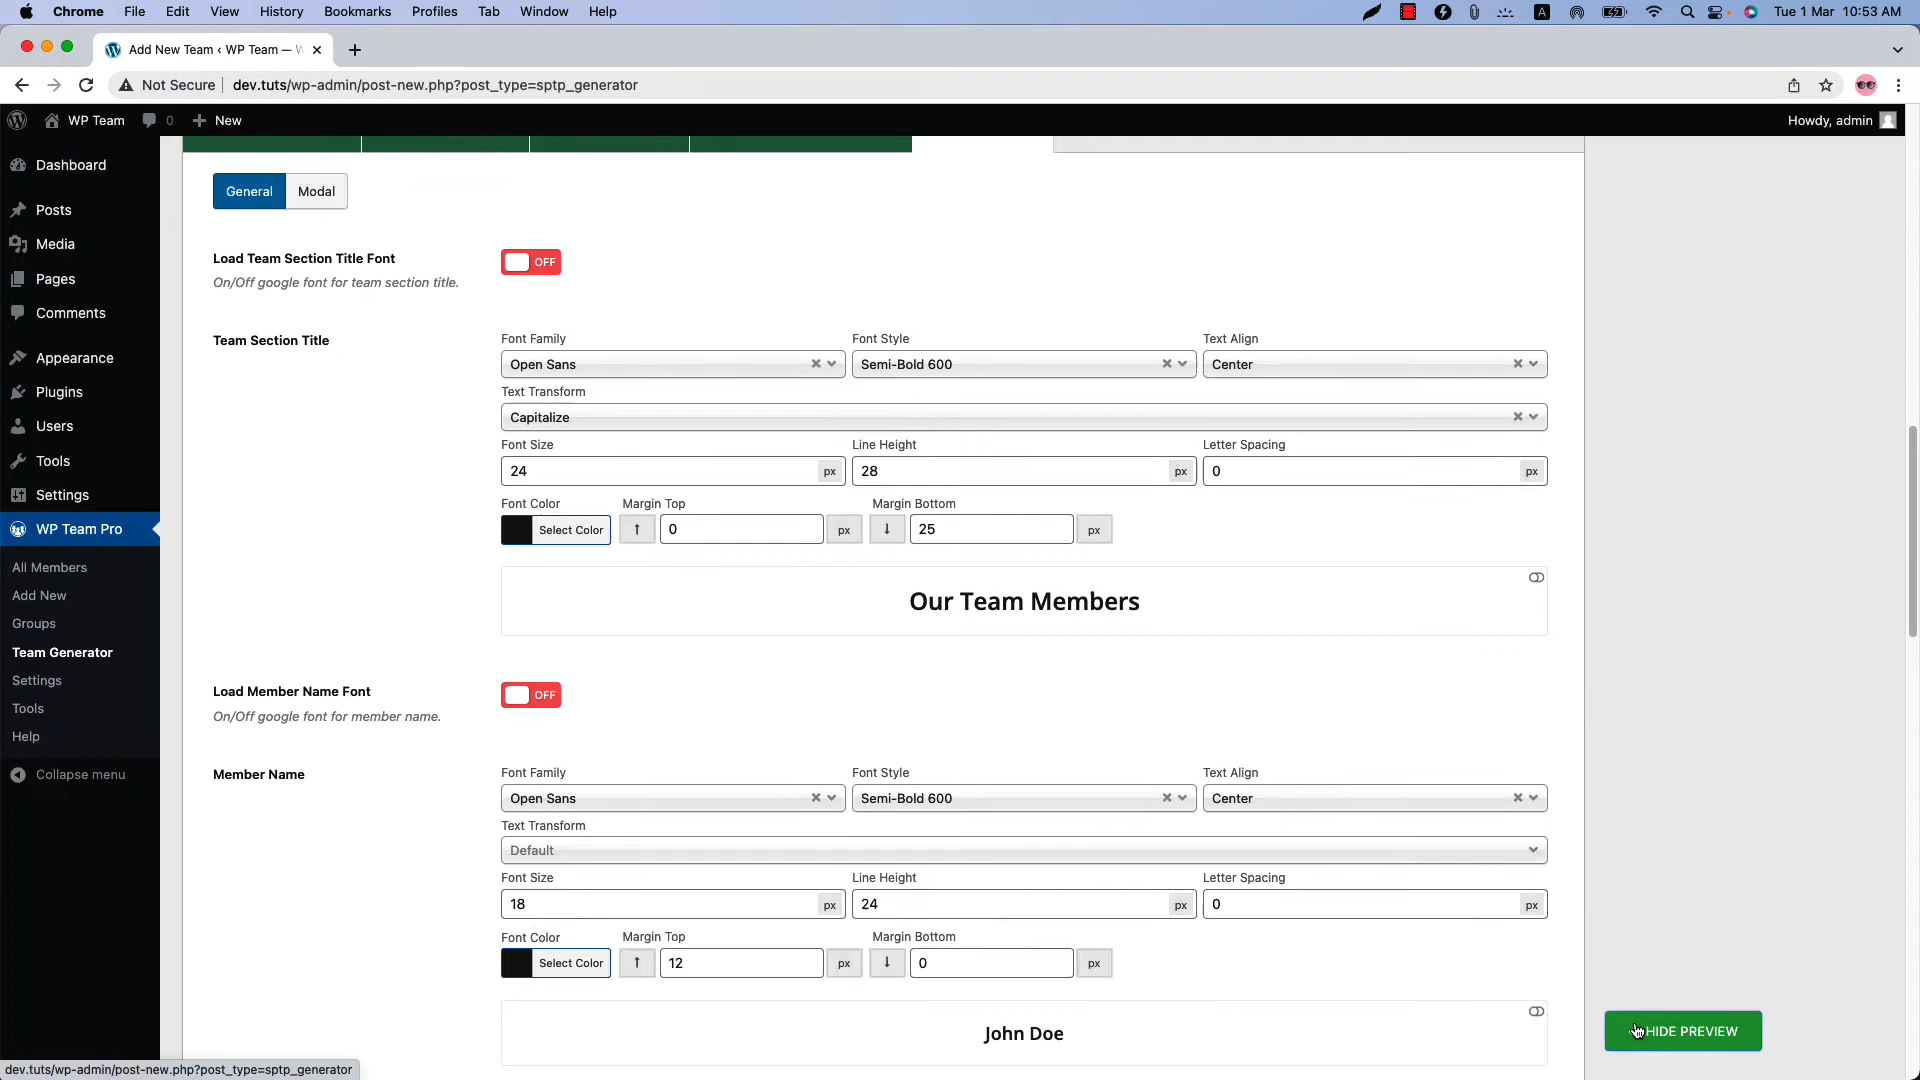 Chrome File Edit View History Bookmarks Profiles Tab Window Help A Tue 1 Mar 10:53 AM
Add New Team ‹ WP Team —
Not Secure dev.tuts/wp-admin/post-new.php?post_type=sptp_generator
WP Team 0 New Howdy, admin
Dashboard
Posts
Media
Pages
Comments
Appearance
Plugins
Users
Tools
Settings
WP Team Pro
All Members
Add New
Groups
Team Generator
Settings
Tools
Help
Collapse menu
General Modal
Load Team Section Title Font
On/Off google font for team section title.
OFF
Team Section Title
Font Family Font Style Text Align
Open Sans Semi-Bold 600 Center
Text Transform
Capitalize
Font Size Line Height Letter Spacing
24 px 28 px 0 px
Font Color Margin Top Margin Bottom
Select Color 0 px 25 px
Our Team Members
Load Member Name Font
On/Off google font for member name.
OFF
Member Name
Font Family Font Style Text Align
Open Sans Semi-Bold 600 Center
Text Transform
Default
Font Size Line Height Letter Spacing
18 px 24 px 0 px
Font Color Margin Top Margin Bottom
Select Color 12 px 0 px
John Doe
HIDE PREVIEW
dev.tuts/wp-admin/post-new.php?post_type=sptp_generator